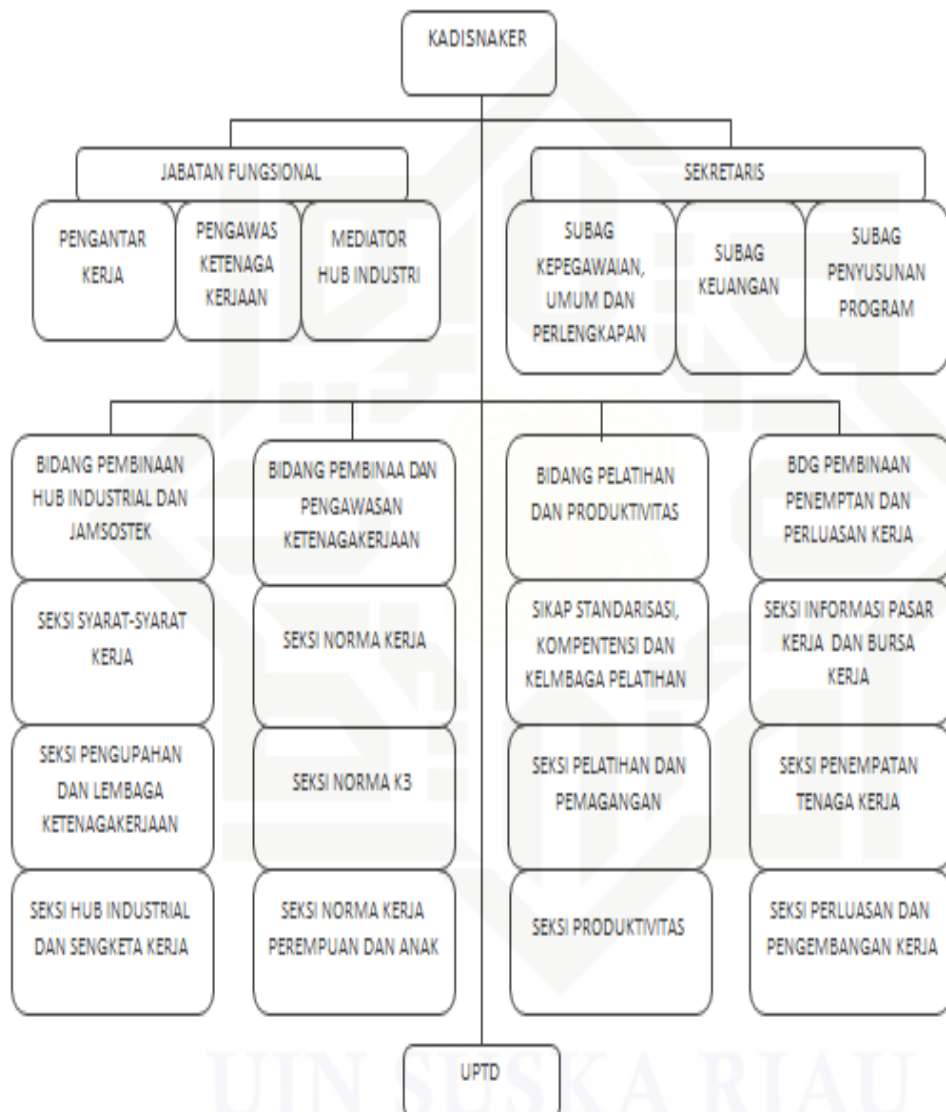 KADISNAKER
JABATAN FUNGSIONAL
PENGANTAR
KERJA
PENGAWAS
KETENAGA
KERJAAN
MEDIATOR
HUB INDUSTRI
SEKRETARIS
SUBAG
KEPEGAWAIAN,
UMUM DAN
PERLENGKAPAN
SUBAG
KEUANGAN
SUBAG
PENYUSUNAN
PROGRAM
BIDANG PEMBINAAN
HUB INDUSTRIAL DAN
JAMSOSTEK
SEKSI SYARAT-SYARAT
KERJA
SEKSI PENGUPAHAN
DAN LEMBAGA
KETENAGAKERJAAN
SEKSI HUB INDUSTRIAL
DAN SENGKETA KERJA
BIDANG PEMBINAA DAN
PENGAWASAN
KETENAGAKERJAAN
SEKSI NORMA KERJA
SEKSI NORMA K3
SEKSI NORMA KERJA
PEREMPUAN DAN ANAK
BIDANG PELATIHAN
DAN PRODUKTIVITAS
SIKAP STANDARISASI,
KOMPENTENSI DAN
KELMBAGA PELATIHAN
SEKSI PELATIHAN DAN
PEMAGANGAN
SEKSI PRODUKTIVITAS
BDG PEMBINAAN
PENEMPTAN DAN
PERLUASAN KERJA
SEKSI INFORMASI PASAR
KERJA DAN BURSA
KERJA
SEKSI PENEMPATAN
TENAGA KERJA
SEKSI PERLUASAN DAN
PENGEMBANGAN KERJA
UPTD
UIN SUSKA RIAU